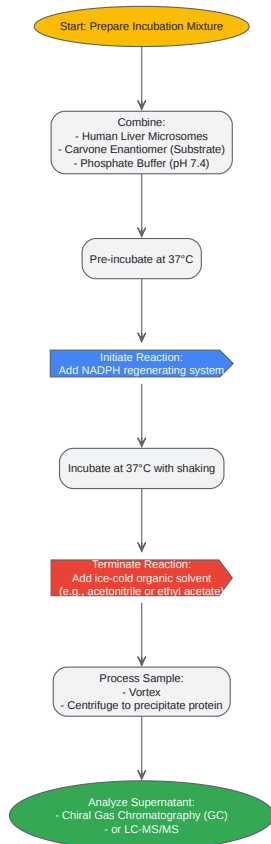 Start: Prepare Incubation Mixture
Combine:
- Human Liver Microsomes
- Carvone Enantiomer (Substrate)
- Phosphate Buffer (pH 7.4)
Pre-incubate at 37°C
Initiate Reaction:
Add NADPH regenerating system
Incubate at 37°C with shaking
Terminate Reaction:
Add ice-cold organic solvent
(e.g., acetonitrile or ethyl acetate)
Process Sample:
- Vortex
- Centrifuge to precipitate protein
Analyze Supernatant:
- Chiral Gas Chromatography (GC)
- or LC-MS/MS